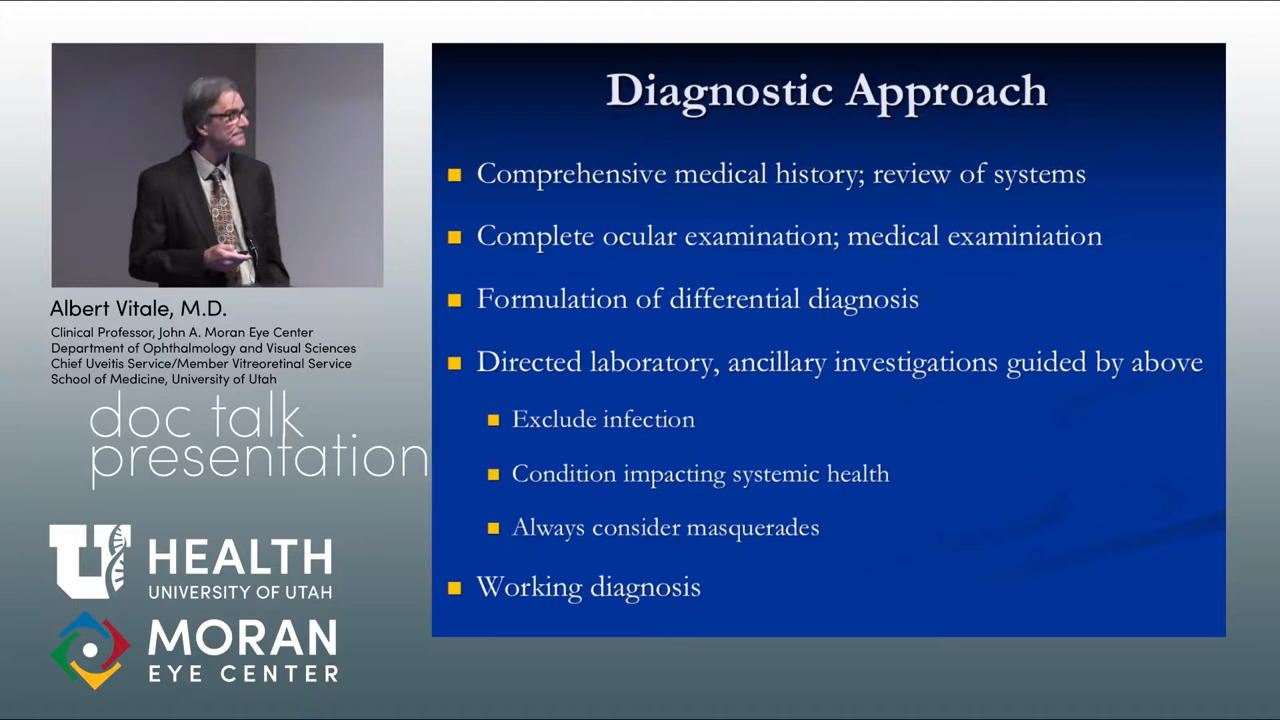 Diagnostic Approach
Comprehensive medical history; review of systems
Complete ocular examination; medical examiniation
Formulation of differential diagnosis
Directed laboratory, ancillary investigations guided by above
Exclude infection
Condition impacting systemic health
Always consider masquerades
Working diagnosis
Albert Vitale, M.D.
Clinical Professor, John A. Moran Eye Center
Department of Ophthalmology and Visual Sciences
Chief Uveitis Service/Member Vitreoretinal Service
School of Medicine, University of Utah
doc talk
presentation
U HEALTH
UNIVERSITY OF UTAH
MORAN
EYE CENTER